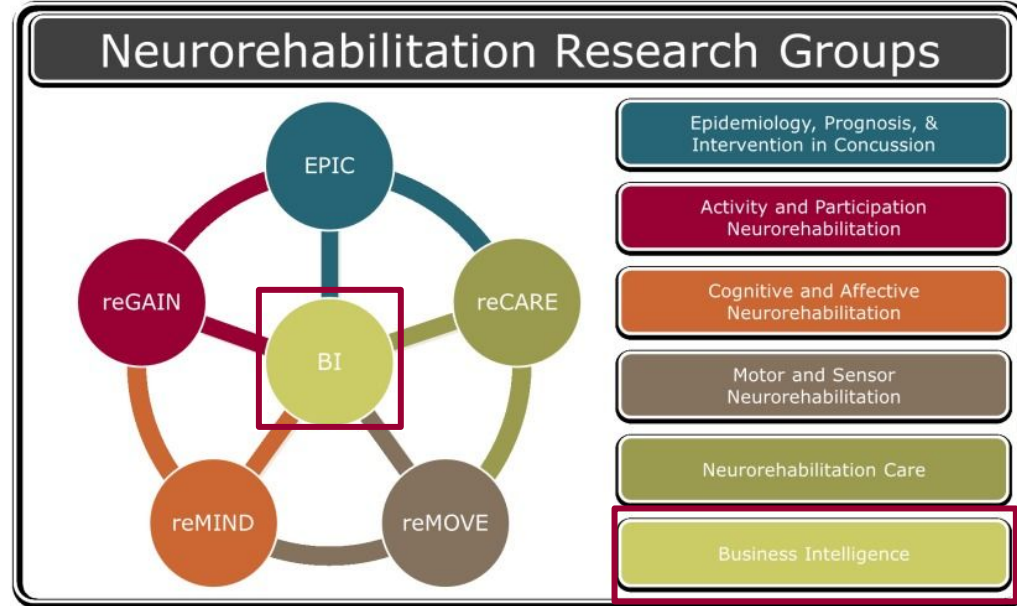 Neurorehabilitation Research Groups
EPIC
reGAIN
reCARE
BI
reMIND
reMOVE
Epidemiology, Prognosis, &
Intervention in Concussion
Activity and Participation
Neurorehabilitation
Cognitive and Affective
Neurorehabilitation
Motor and Sensor
Neurorehabilitation
Neurorehabilitation Care
Business Intelligence